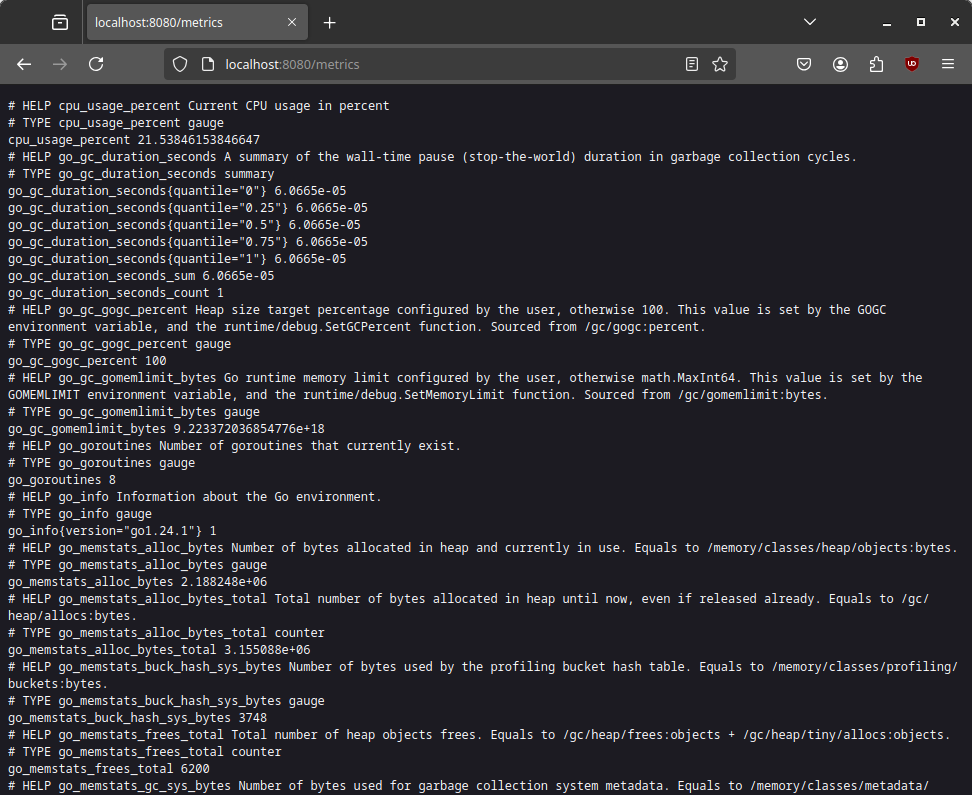 localhost:8080/metrics
localhost:8080/metrics
# HELP cpu_usage_percent Current CPU usage in percent
# TYPE cpu_usage_percent gauge
cpu_usage_percent 21.53846153846647
# HELP go_gc_duration_seconds A summary of the wall-time pause (stop-the-world) duration in garbage collection cycles.
# TYPE go_gc_duration_seconds summary
go_gc_duration_seconds{quantile="0"} 6.0665e-05
go_gc_duration_seconds{quantile="0.25"} 6.0665e-05
go_gc_duration_seconds{quantile="0.5"} 6.0665e-05
go_gc_duration_seconds{quantile="0.75"} 6.0665e-05
go_gc_duration_seconds{quantile="1"} 6.0665e-05
go_gc_duration_seconds_sum 6.0665e-05
go_gc_duration_seconds_count 1
# HELP go_gc_gogc_percent Heap size target percentage configured by the user, otherwise 100. This value is set by the GOGC
environment variable, and the runtime/debug.SetGCPercent function. Sourced from /gc/gogc:percent.
# TYPE go_gc_gogc_percent gauge
go_gc_gogc_percent 100
# HELP go_gc_gomemlimit_bytes Go runtime memory limit configured by the user, otherwise math.MaxInt64. This value is set by the
GOMEMLIMIT environment variable, and the runtime/debug.SetMemoryLimit function. Sourced from /gc/gomemlimit:bytes.
# TYPE go_gc_gomemlimit_bytes gauge
go_gc_gomemlimit_bytes 9.223372036854776e+18
# HELP go_goroutines Number of goroutines that currently exist.
# TYPE go_goroutines gauge
go_goroutines 8
# HELP go_info Information about the Go environment.
# TYPE go_info gauge
go_info{version="go1.24.1"} 1
# HELP go_memstats_alloc_bytes Number of bytes allocated in heap and currently in use. Equals to /memory/classes/heap/objects:bytes.
# TYPE go_memstats_alloc_bytes gauge
go_memstats_alloc_bytes 2.188248e+06
# HELP go_memstats_alloc_bytes_total Total number of bytes allocated in heap until now, even if released already. Equals to /gc/
heap/allocs:bytes.
# TYPE go_memstats_alloc_bytes_total counter
go_memstats_alloc_bytes_total 3.155088e+06
# HELP go_memstats_buck_hash_sys_bytes Number of bytes used by the profiling bucket hash table. Equals to /memory/classes/profiling/
buckets:bytes.
# TYPE go_memstats_buck_hash_sys_bytes gauge
go_memstats_buck_hash_sys_bytes 3748
# HELP go_memstats_frees_total Total number of heap objects frees. Equals to /gc/heap/frees:objects + /gc/heap/tiny/allocs:objects.
# TYPE go_memstats_frees_total counter
go_memstats_frees_total 6200
# HELP go_memstats_gc_sys_bytes Number of bytes used for garbage collection system metadata. Equals to /memory/classes/metadata/